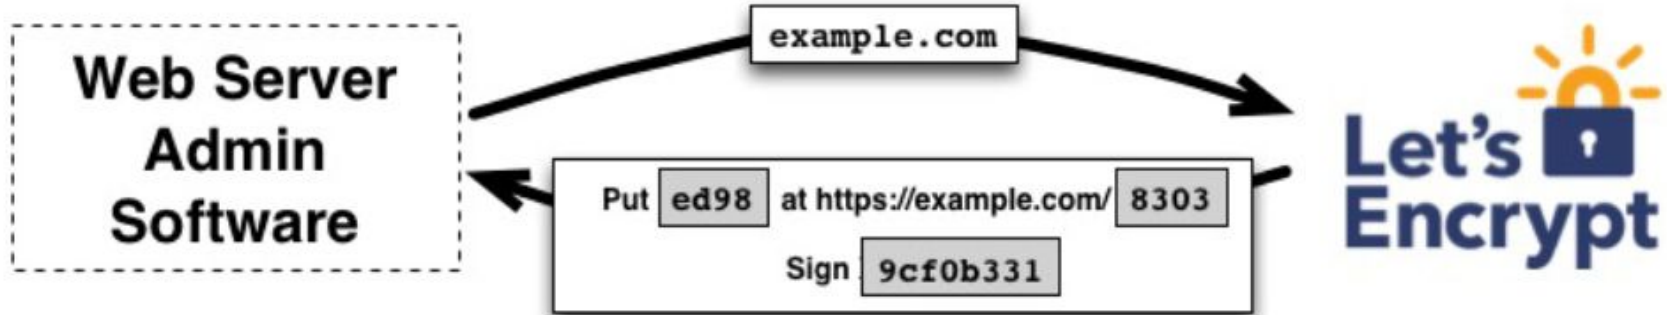 Web Server
Admin
Software
example.com
Put ed98 at https://example.com/ 8303
Sign 9cf0b331
Let's
Encrypt